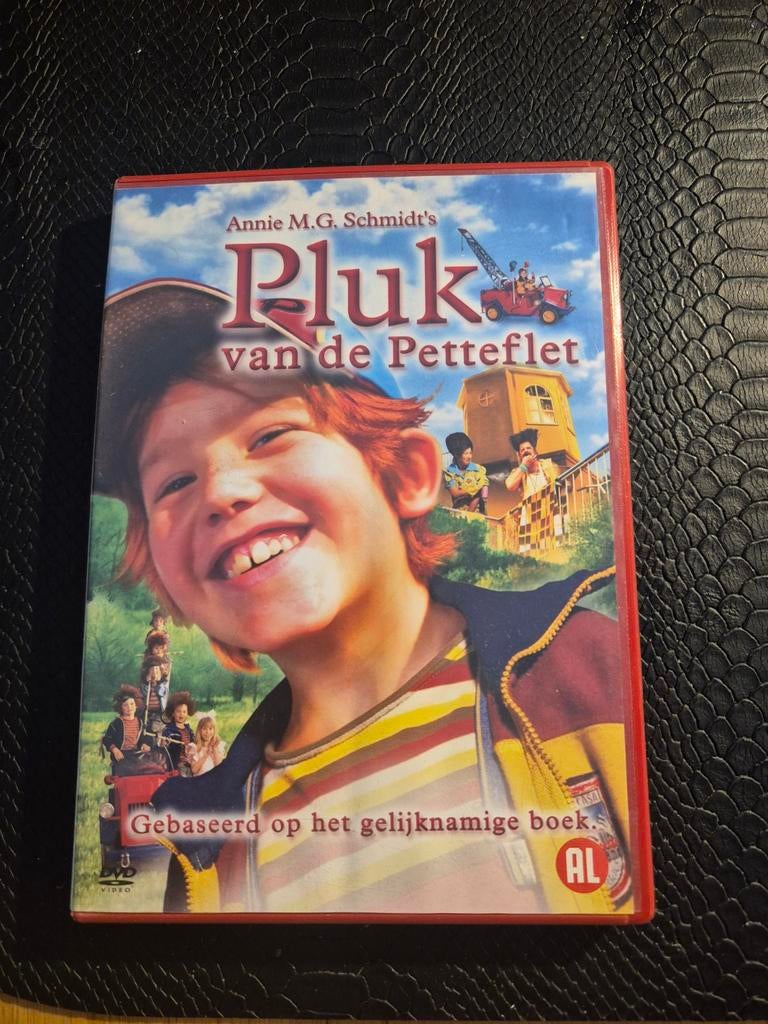 Annie M.G. Schmidt's
Pluk
van de Petteflet
Gebaseerd op het gelijknamige boek.
AL
DVD
VIDEO